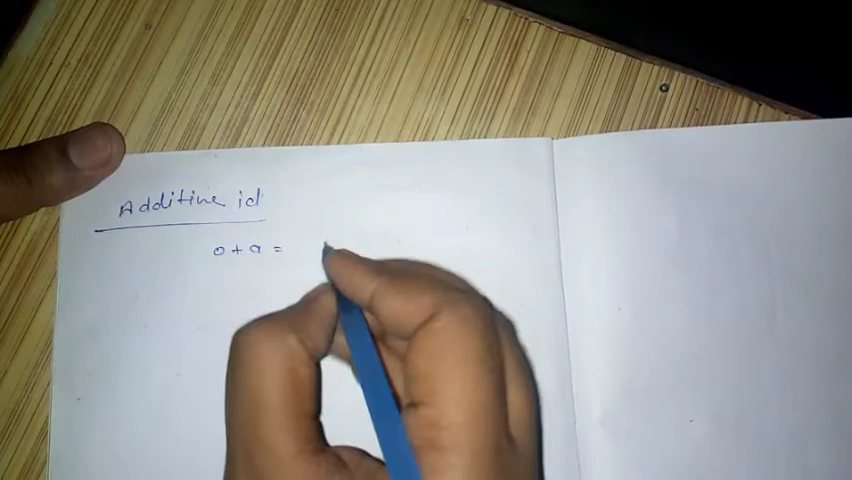 Additive id
0 + a =